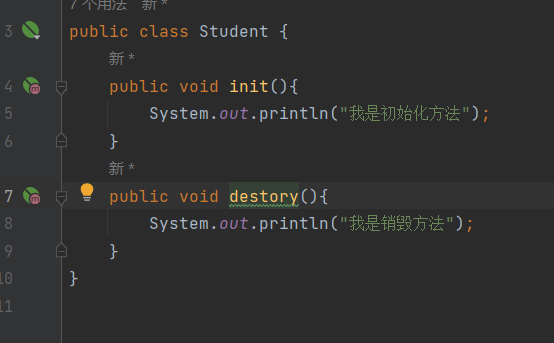 7 个用法 新 *
3 public class Student {
新 *
4 public void init(){
5 System.out.println("我是初始化方法");
6 }
新 *
7 public void destory(){
8 System.out.println("我是销毁方法");
9 }
10 }
11